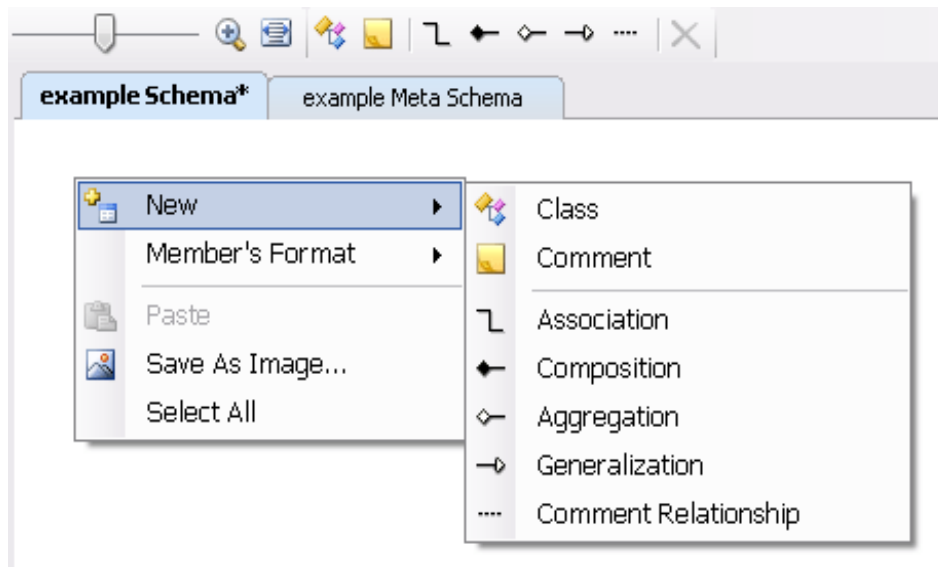 example Schema*
example Meta Schema
New
Member's Format
Paste
Save As Image...
Select All
Class
Comment
Association
Composition
Aggregation
Generalization
Comment Relationship